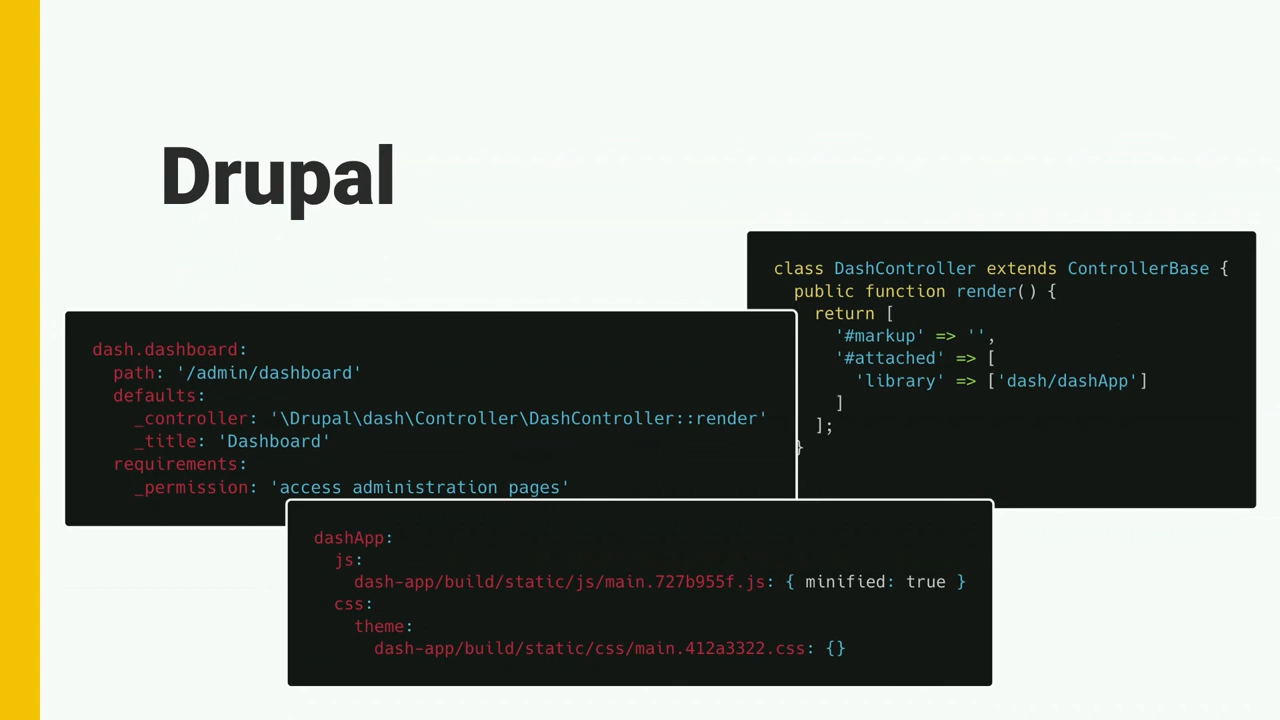 Drupal
class DashController extends ControllerBase {
  public function render() {
    return [
      '#markup' => '',
      '#attached' => [
        'library' => ['dash/dashApp']
      ]
    ];
}
dash.dashboard:
  path: '/admin/dashboard'
  defaults:
    _controller: '\Drupal\dash\Controller\DashController::render'
    _title: 'Dashboard'
  requirements:
    _permission: 'access administration pages'
dashApp:
  js:
    dash-app/build/static/js/main.727b955f.js: { minified: true }
  css:
    theme:
      dash-app/build/static/css/main.412a3322.css: {}